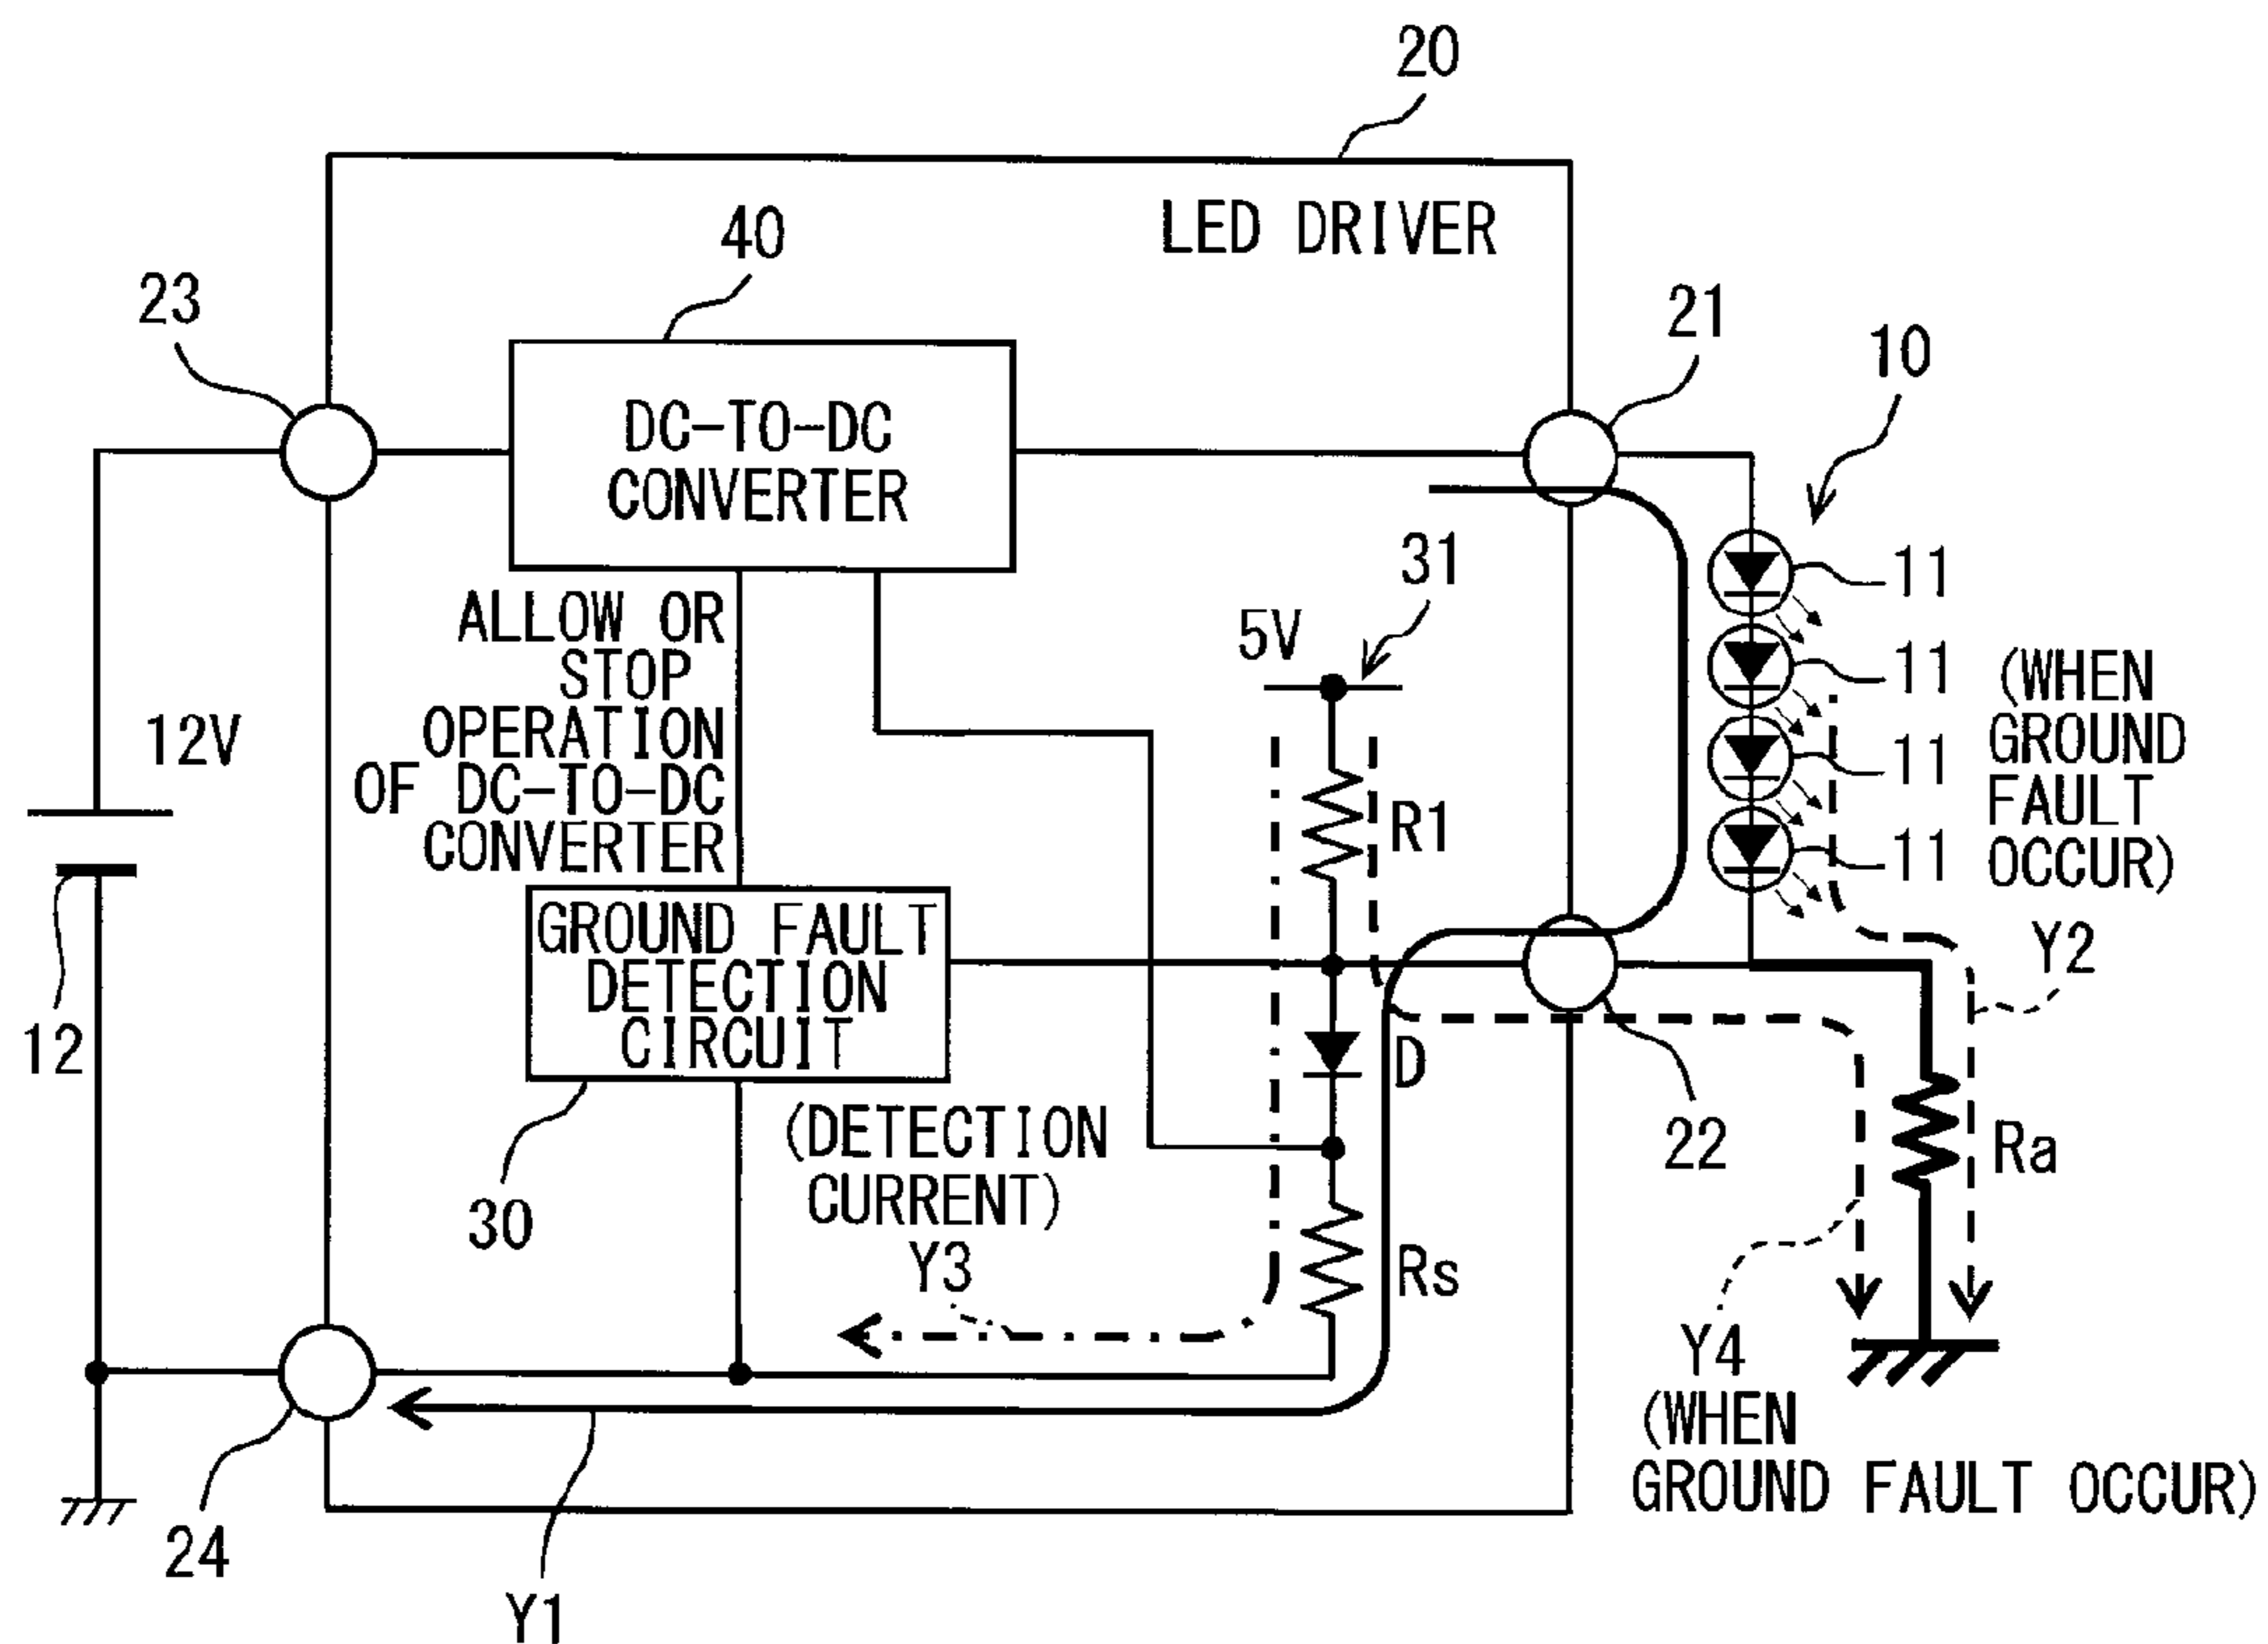 20
LED DRIVER
40
23
21
10
DC-TO-DC
CONVERTER
31
11
5V
ALLOW OR
STOP
OPERATION
OF DC-TO-DC
CONVERTER
11
(WHEN
GROUND
FAULT
OCCUR)
12V
11
R1
11
GROUND FAULT
DETECTION
CIRCUIT
Y2
12
D
(DETECTION
CURRENT)
22
Ra
30
Y3
Rs
Y4
(WHEN
GROUND FAULT OCCUR)
24
Y1